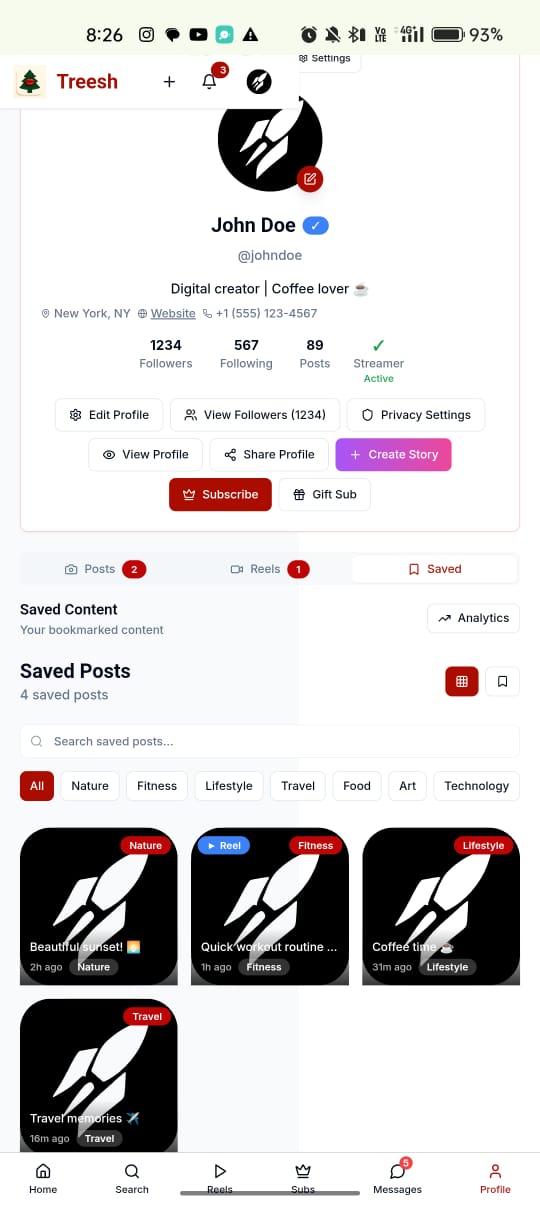 8:26
4G+
VoLTE
93%
Settings
Treesh
3
John Doe ✓
@johndoe
Digital creator | Coffee lover ☕
New York, NY Website +1 (555) 123-4567
1234 567 89 ✓
Followers Following Posts Streamer
Active
Edit Profile View Followers (1234) Privacy Settings
View Profile Share Profile + Create Story
Subscribe Gift Sub
Posts 2 Reels 1 Saved
Saved Content
Your bookmarked content
Analytics
Saved Posts
4 saved posts
Search saved posts...
All Nature Fitness Lifestyle Travel Food Art Technology
Nature
Beautiful sunset! 🌅
2h ago Nature
Reel Fitness
Quick workout routine ...
1h ago Fitness
Lifestyle
Coffee time ☕
31m ago Lifestyle
Travel
Travel memories ✈️
16m ago Travel
5
Home Search Reels Subs Messages Profile